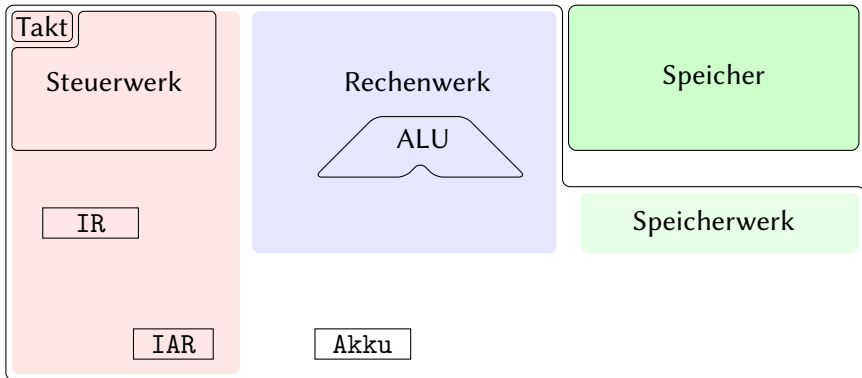 Takt
Steuerwerk
Rechenwerk
Speicher
ALU
IR
Speicherwerk
IAR
Akku